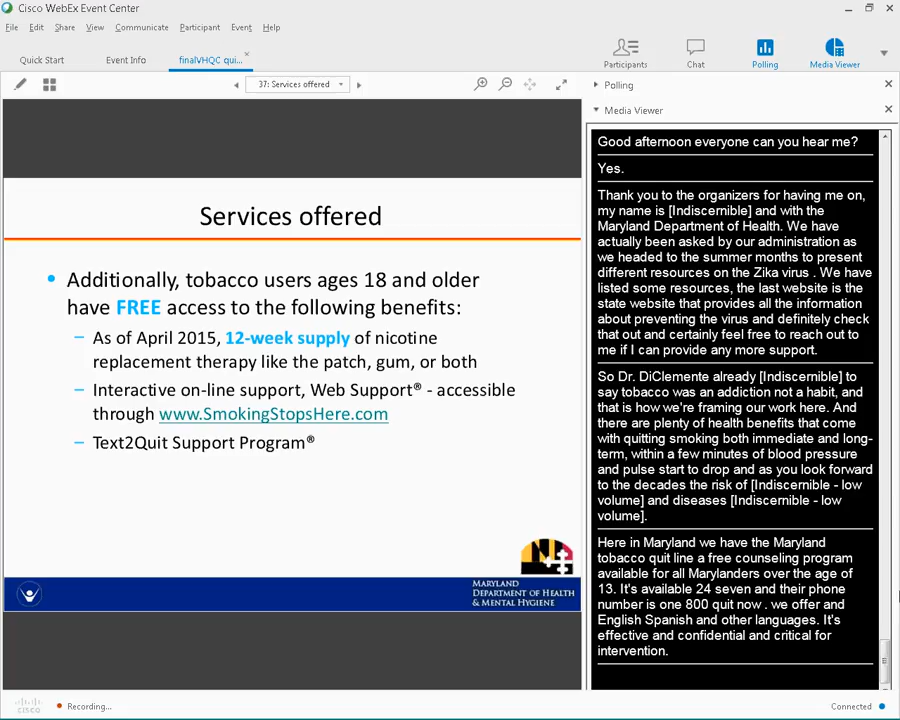 Cisco WebEx Event Center
File Edit Share View Communicate Participant Event Help
Quick Start
Event Info
finalVHQC qui...
Participants
Chat
Polling
Media Viewer
37: Services offered
Services offered
• Additionally, tobacco users ages 18 and older
have FREE access to the following benefits:
– As of April 2015, 12-week supply of nicotine
replacement therapy like the patch, gum, or both
– Interactive on-line support, Web Support® - accessible
through www.SmokingStopsHere.com
– Text2Quit Support Program®
MARYLAND
DEPARTMENT OF HEALTH
& MENTAL HYGIENE
Polling
Media Viewer
Good afternoon everyone can you hear me?
Yes.
Thank you to the organizers for having me on,
my name is [Indiscernible] and with the
Maryland Department of Health. We have
actually been asked by our administration as
we headed to the summer months to present
different resources on the Zika virus . We have
listed some resources, the last website is the
state website that provides all the information
about preventing the virus and definitely check
that out and certainly feel free to reach out to
me if I can provide any more support.
So Dr. DiClemente already [Indiscernible] to
say tobacco was an addiction not a habit, and
that is how we're framing our work here. And
there are plenty of health benefits that come
with quitting smoking both immediate and long-
term, within a few minutes of blood pressure
and pulse start to drop and as you look forward
to the decades the risk of [Indiscernible - low
volume] and diseases [Indiscernible - low
volume].
Here in Maryland we have the Maryland
tobacco quit line a free counseling program
available for all Marylanders over the age of
13. It's available 24 seven and their phone
number is one 800 quit now . we offer and
English Spanish and other languages. It's
effective and confidential and critical for
intervention.
cisco
Recording...
Connected